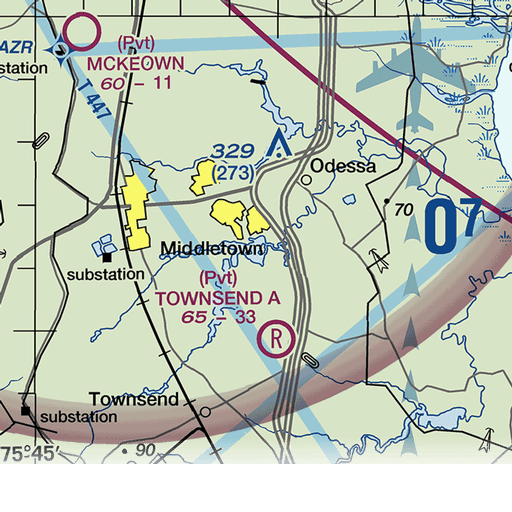 AZR
station
T 447
(Pvt)
MCKEOWN
60 – 11
329
(273)
Odessa
70
07
Middletown
substation
(Pvt)
TOWNSEND A
65 – 33
R
Townsend
substation
75°45'
90